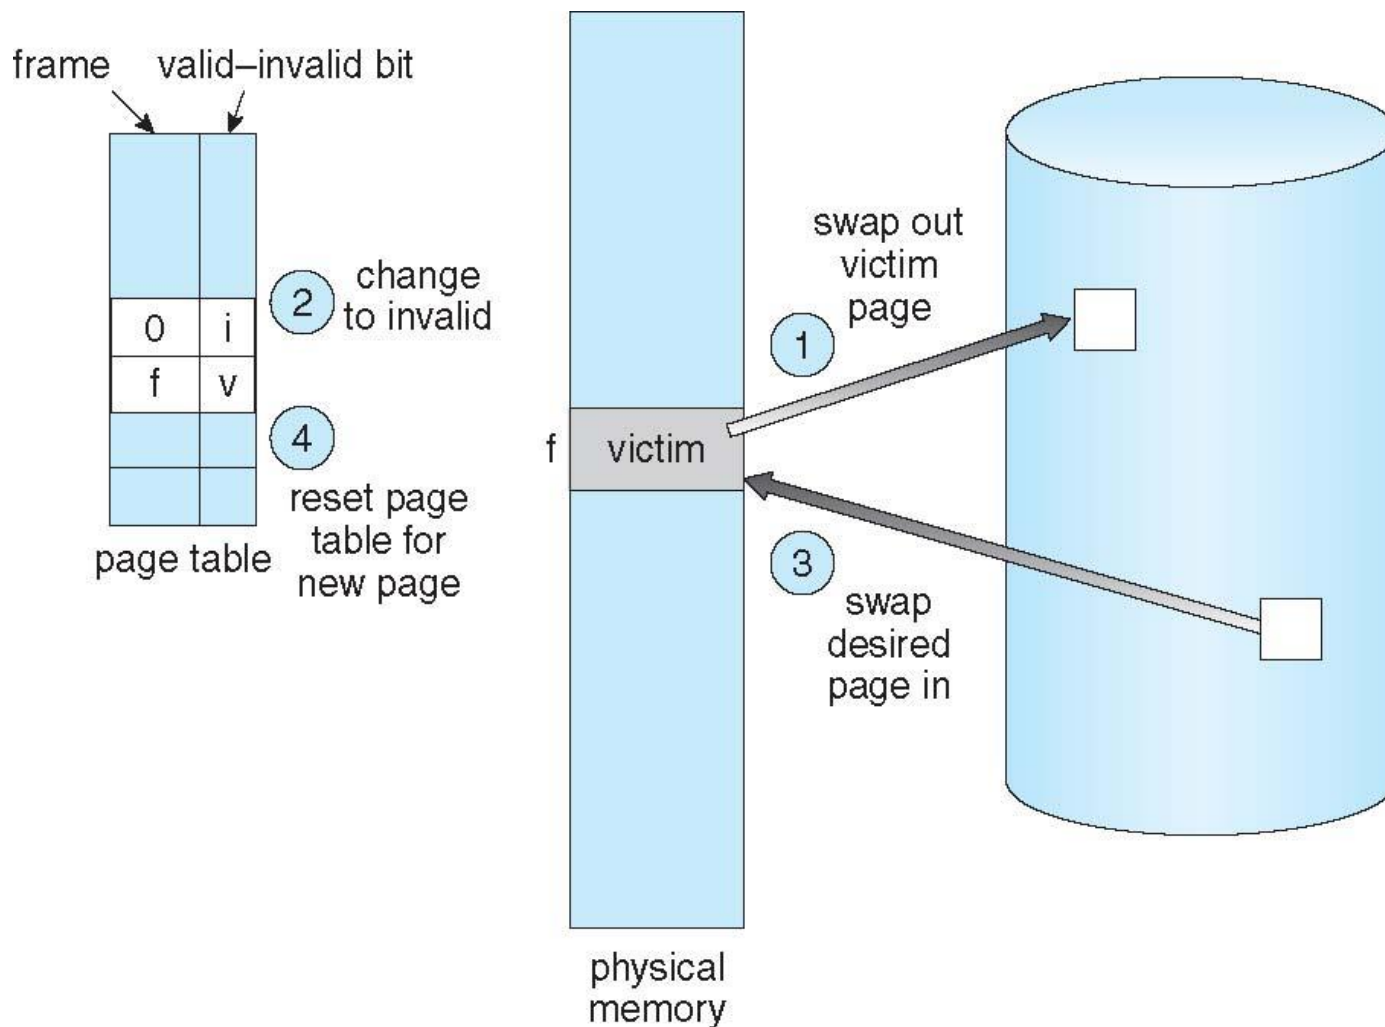 frame
valid–invalid bit
0
i
f
v
2
change
to invalid
4
reset page
table for
new page
page table
f
victim
physical
memory
swap out
victim
page
1
3
swap
desired
page in